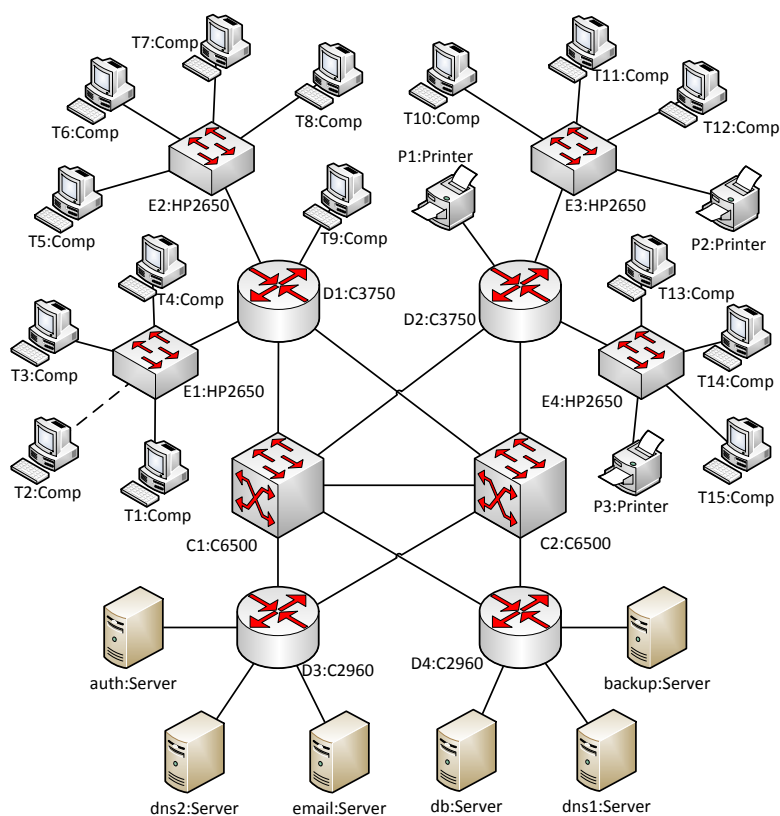 T7:Comp
T11:Comp
T6:Comp
T8:Comp
T10:Comp
T12:Comp
P1:Printer
E2:HP2650
E3:HP2650
T5:Comp
T9:Comp
P2:Printer
T4:Comp
D1:C3750
T13:Comp
D2:C3750
T3:Comp
T14:Comp
E1:HP2650
E4:HP2650
T2:Comp
T1:Comp
P3:Printer
T15:Comp
C1:C6500
C2:C6500
D3:C2960
D4:C2960
auth:Server
backup:Server
dns2:Server
email:Server
db:Server
dns1:Server